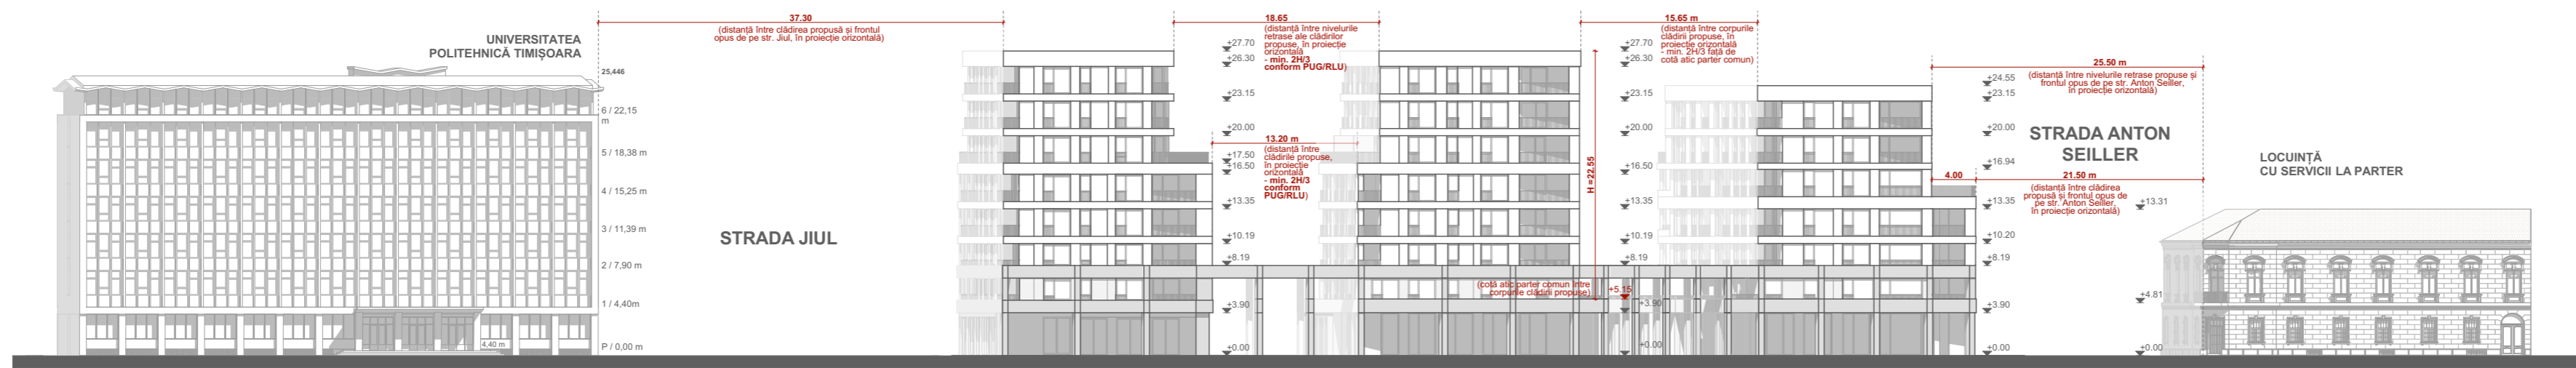 UNIVERSITATEA
POLITEHNICĂ TIMIȘOARA
25,446
6 / 22,15
m
5 / 18,38 m
4 / 15,25 m
3 / 11,39 m
2 / 7,90 m
1 / 4,40m
4,40 m
P / 0,00 m
37.30
(distanță între clădirea propusă și frontul
opus de pe str. Jiul, în proiecție orizontală)
STRADA JIUL
18.65
(distanță între nivelurile
retrase ale clădirilor
propuse, în proiecție
orizontală
- min. 2H/3
conform PUG/RLU)
+27.70
+26.30
+23.15
+20.00
+17.50
+16.50
+13.35
+10.19
+8.19
+3.90
+0.00
13.20 m
(distanță între
clădirile propuse,
în proiecție
orizontală
- min. 2H/3
conform
PUG/RLU)
H =22.55
15.65 m
(distanță între corpurile
clădirii propuse, în
proiecție orizontală
- min. 2H/3 față de
cotă atic parter comun)
+27.70
+26.30
+23.15
+20.00
+16.50
+13.35
+10.19
+8.19
(cotă atic parter comun între
corpurile clădirii propuse)
+5.15
+3.90
+0.00
25.50 m
(distanță între nivelurile retrase propuse și
frontul opus de pe str. Anton Seiller,
în proiecție orizontală)
+24.55
+23.15
+20.00
+16.94
+13.35
+10.20
+8.19
+3.90
+0.00
STRADA ANTON
SEILLER
4.00
21.50 m
(distanță între clădirea
propusă și frontul opus de
pe str. Anton Seiller,
în proiecție orizontală)
+13.31
+4.81
+0.00
LOCUINȚĂ
CU SERVICII LA PARTER